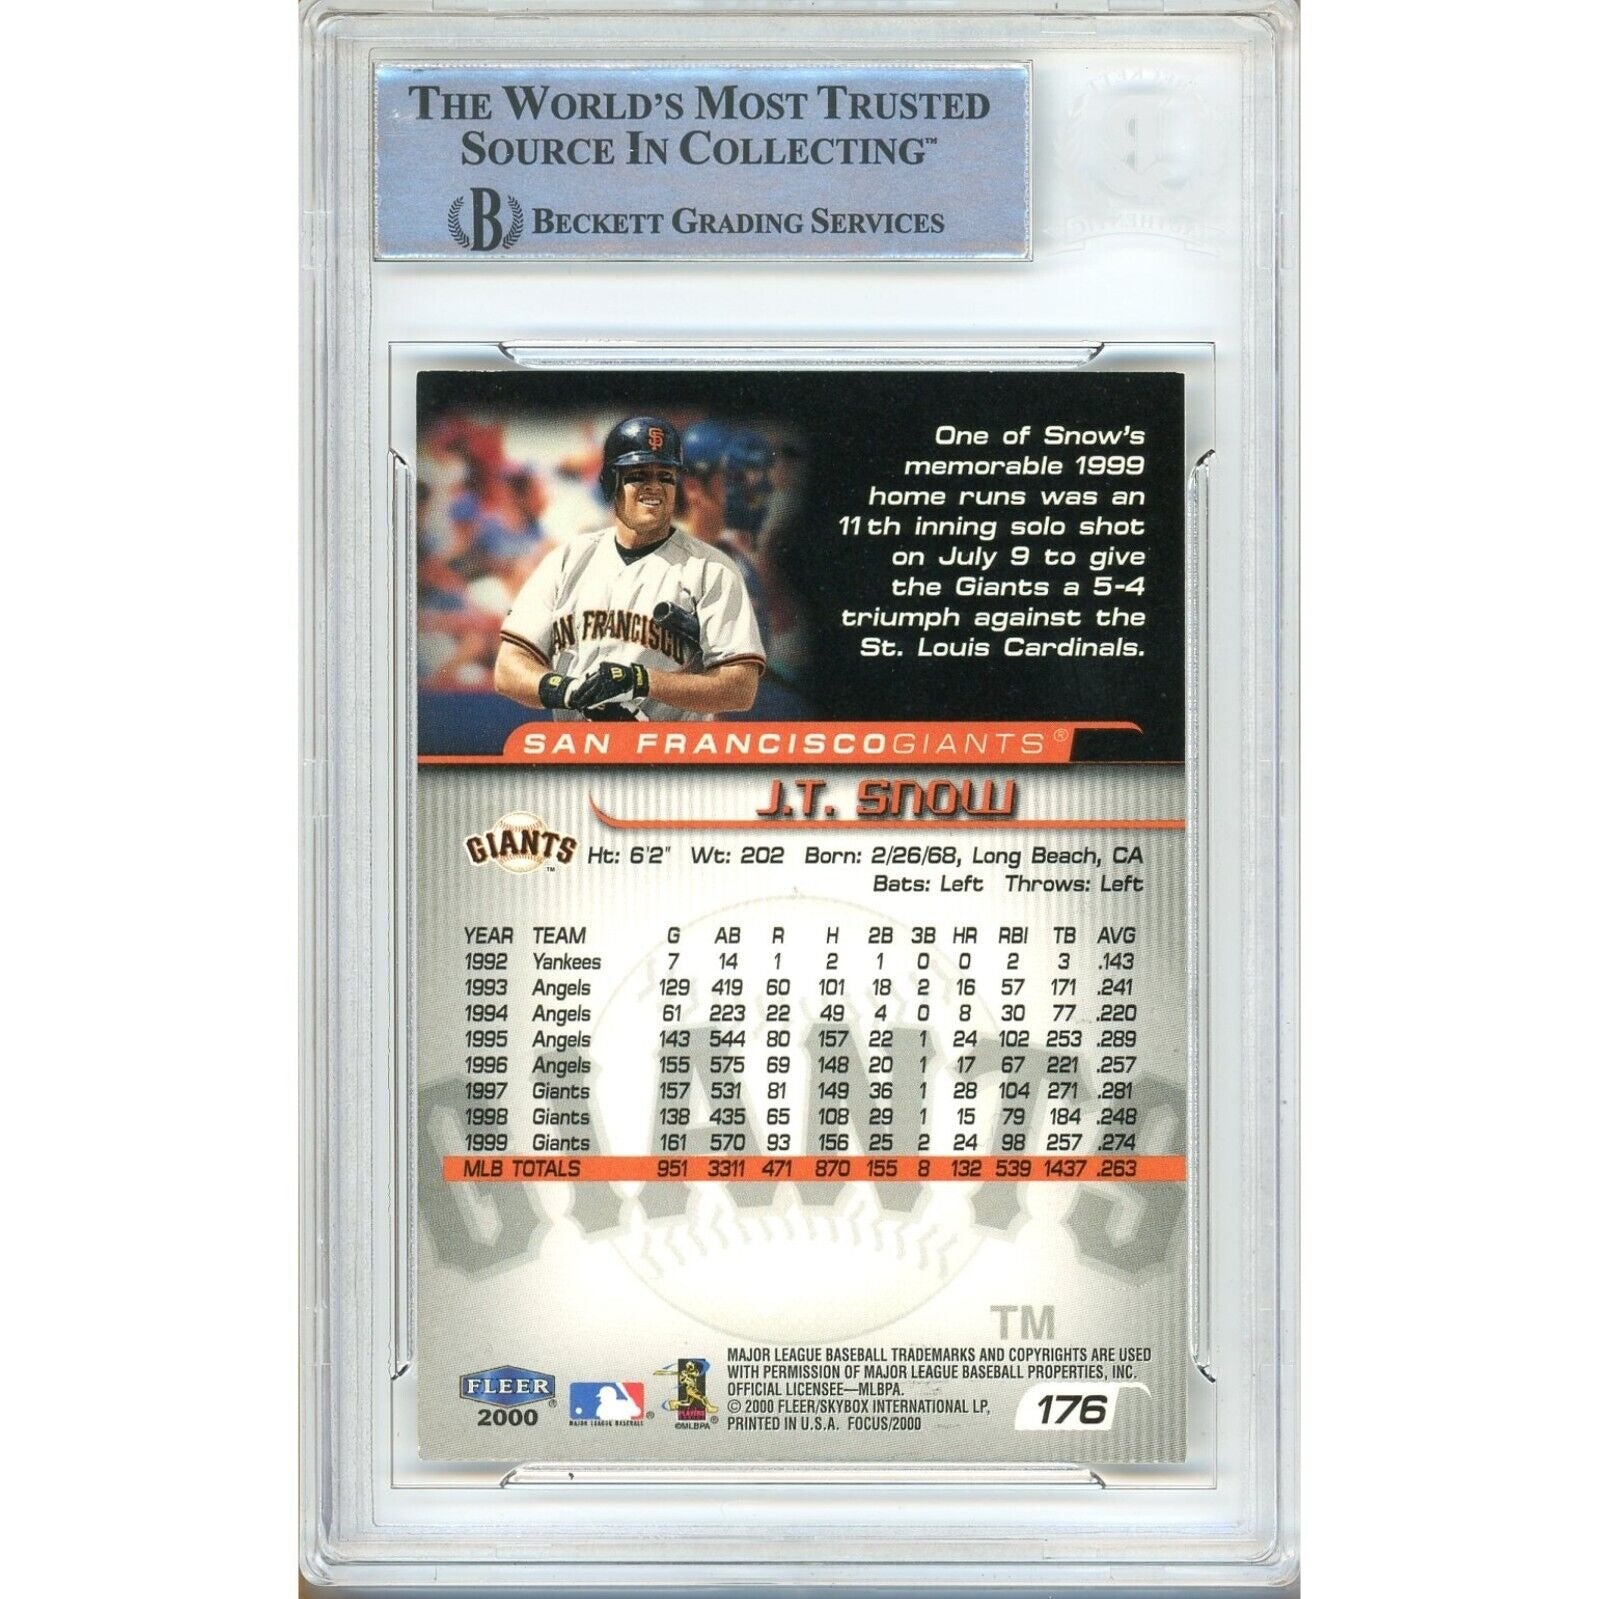 THE WORLD'S MOST TRUSTED
SOURCE IN COLLECTING™
B BECKETT GRADING SERVICES
One of Snow's
memorable 1999
home runs was an
11th inning solo shot
on July 9 to give
the Giants a 5-4
triumph against the
St. Louis Cardinals.
SF
SAN FRANCISCO
SAN FRANCISCOGIANTS®
J.T. SNOW
GIANTS™
Ht: 6'2" Wt: 202 Born: 2/26/68, Long Beach, CA
Bats: Left Throws: Left
YEAR TEAM G AB R H 2B 3B HR RBI TB AVG
1992 Yankees 7 14 1 2 1 0 0 2 3 .143
1993 Angels 129 419 60 101 18 2 16 57 171 .241
1994 Angels 61 223 22 49 4 0 8 30 77 .220
1995 Angels 143 544 80 157 22 1 24 102 253 .289
1996 Angels 155 575 69 148 20 1 17 67 221 .257
1997 Giants 157 531 81 149 36 1 28 104 271 .281
1998 Giants 138 435 65 108 29 1 15 79 184 .248
1999 Giants 161 570 93 156 25 2 24 98 257 .274
MLB TOTALS 951 3311 471 870 155 8 132 539 1437 .263
GIANTS
TM
MAJOR LEAGUE BASEBALL TRADEMARKS AND COPYRIGHTS ARE USED
WITH PERMISSION OF MAJOR LEAGUE BASEBALL PROPERTIES, INC.
OFFICIAL LICENSEE—MLBPA.
© 2000 FLEER/SKYBOX INTERNATIONAL LP,
PRINTED IN U.S.A. FOCUS/2000
FLEER®
2000
MAJOR LEAGUE BASEBALL®
©MLBPA
176